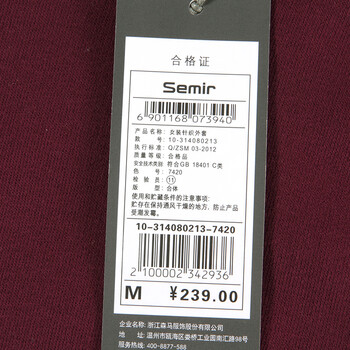 合格证
Semir
6 901168 073940
产品名称： 女装针织外套
款 号： 10-314080213
执行标准： Q/ZSM 03-2012
质量等级： 合格品
安全技术类别： 符合GB 18401 C类
色 号： 7420
检 验 员： ⑪
版 型： 合体
使用和贮藏条件的注意事项：
贮存在保持通风干燥的地方，防止产品
受潮发霉。
10-314080213-7420
2 100002 342936
M ￥239.00
企业名称：浙江森马服饰股份有限公司
地 址：温州市瓯海区娄桥工业园南汇路98号
服务热线：400-8877-588